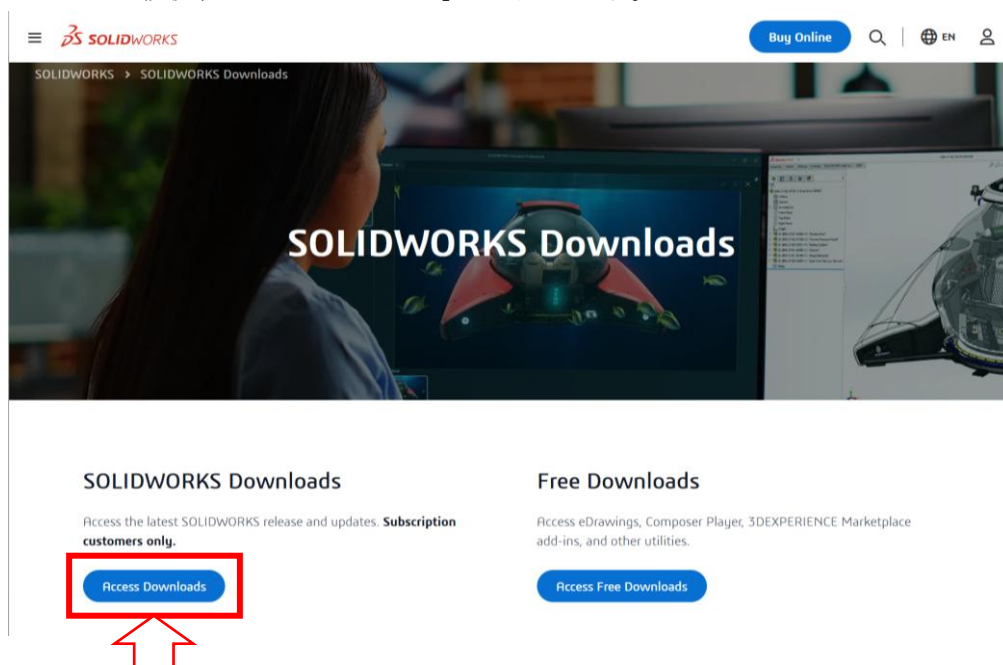 SOLIDWORKS
Buy Online
EN
SOLIDWORKS > SOLIDWORKS Downloads
SOLIDWORKS Downloads
SOLIDWORKS Downloads
Access the latest SOLIDWORKS release and updates. Subscription
customers only.
Access Downloads
Free Downloads
Access eDrawings, Composer Player, 3DEXPERIENCE Marketplace
add-ins, and other utilities.
Access Free Downloads